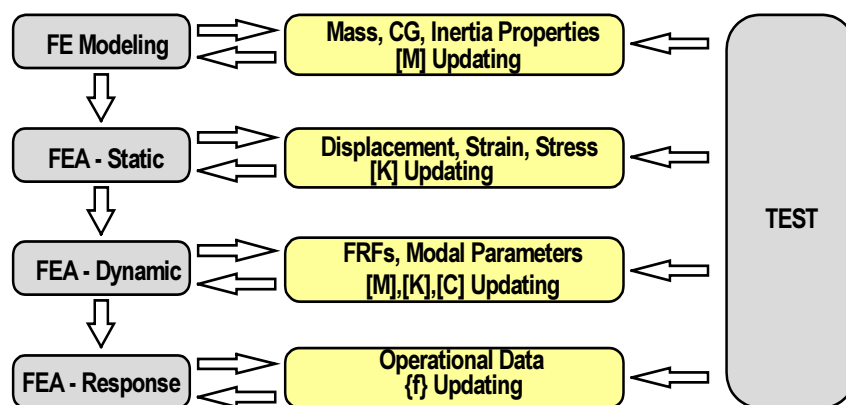 FE Modeling
Mass, CG, Inertia Properties
[M] Updating
FEA - Static
Displacement, Strain, Stress
[K] Updating
TEST
FEA - Dynamic
FRFs, Modal Parameters
[M],[K],[C] Updating
FEA - Response
Operational Data
{f} Updating